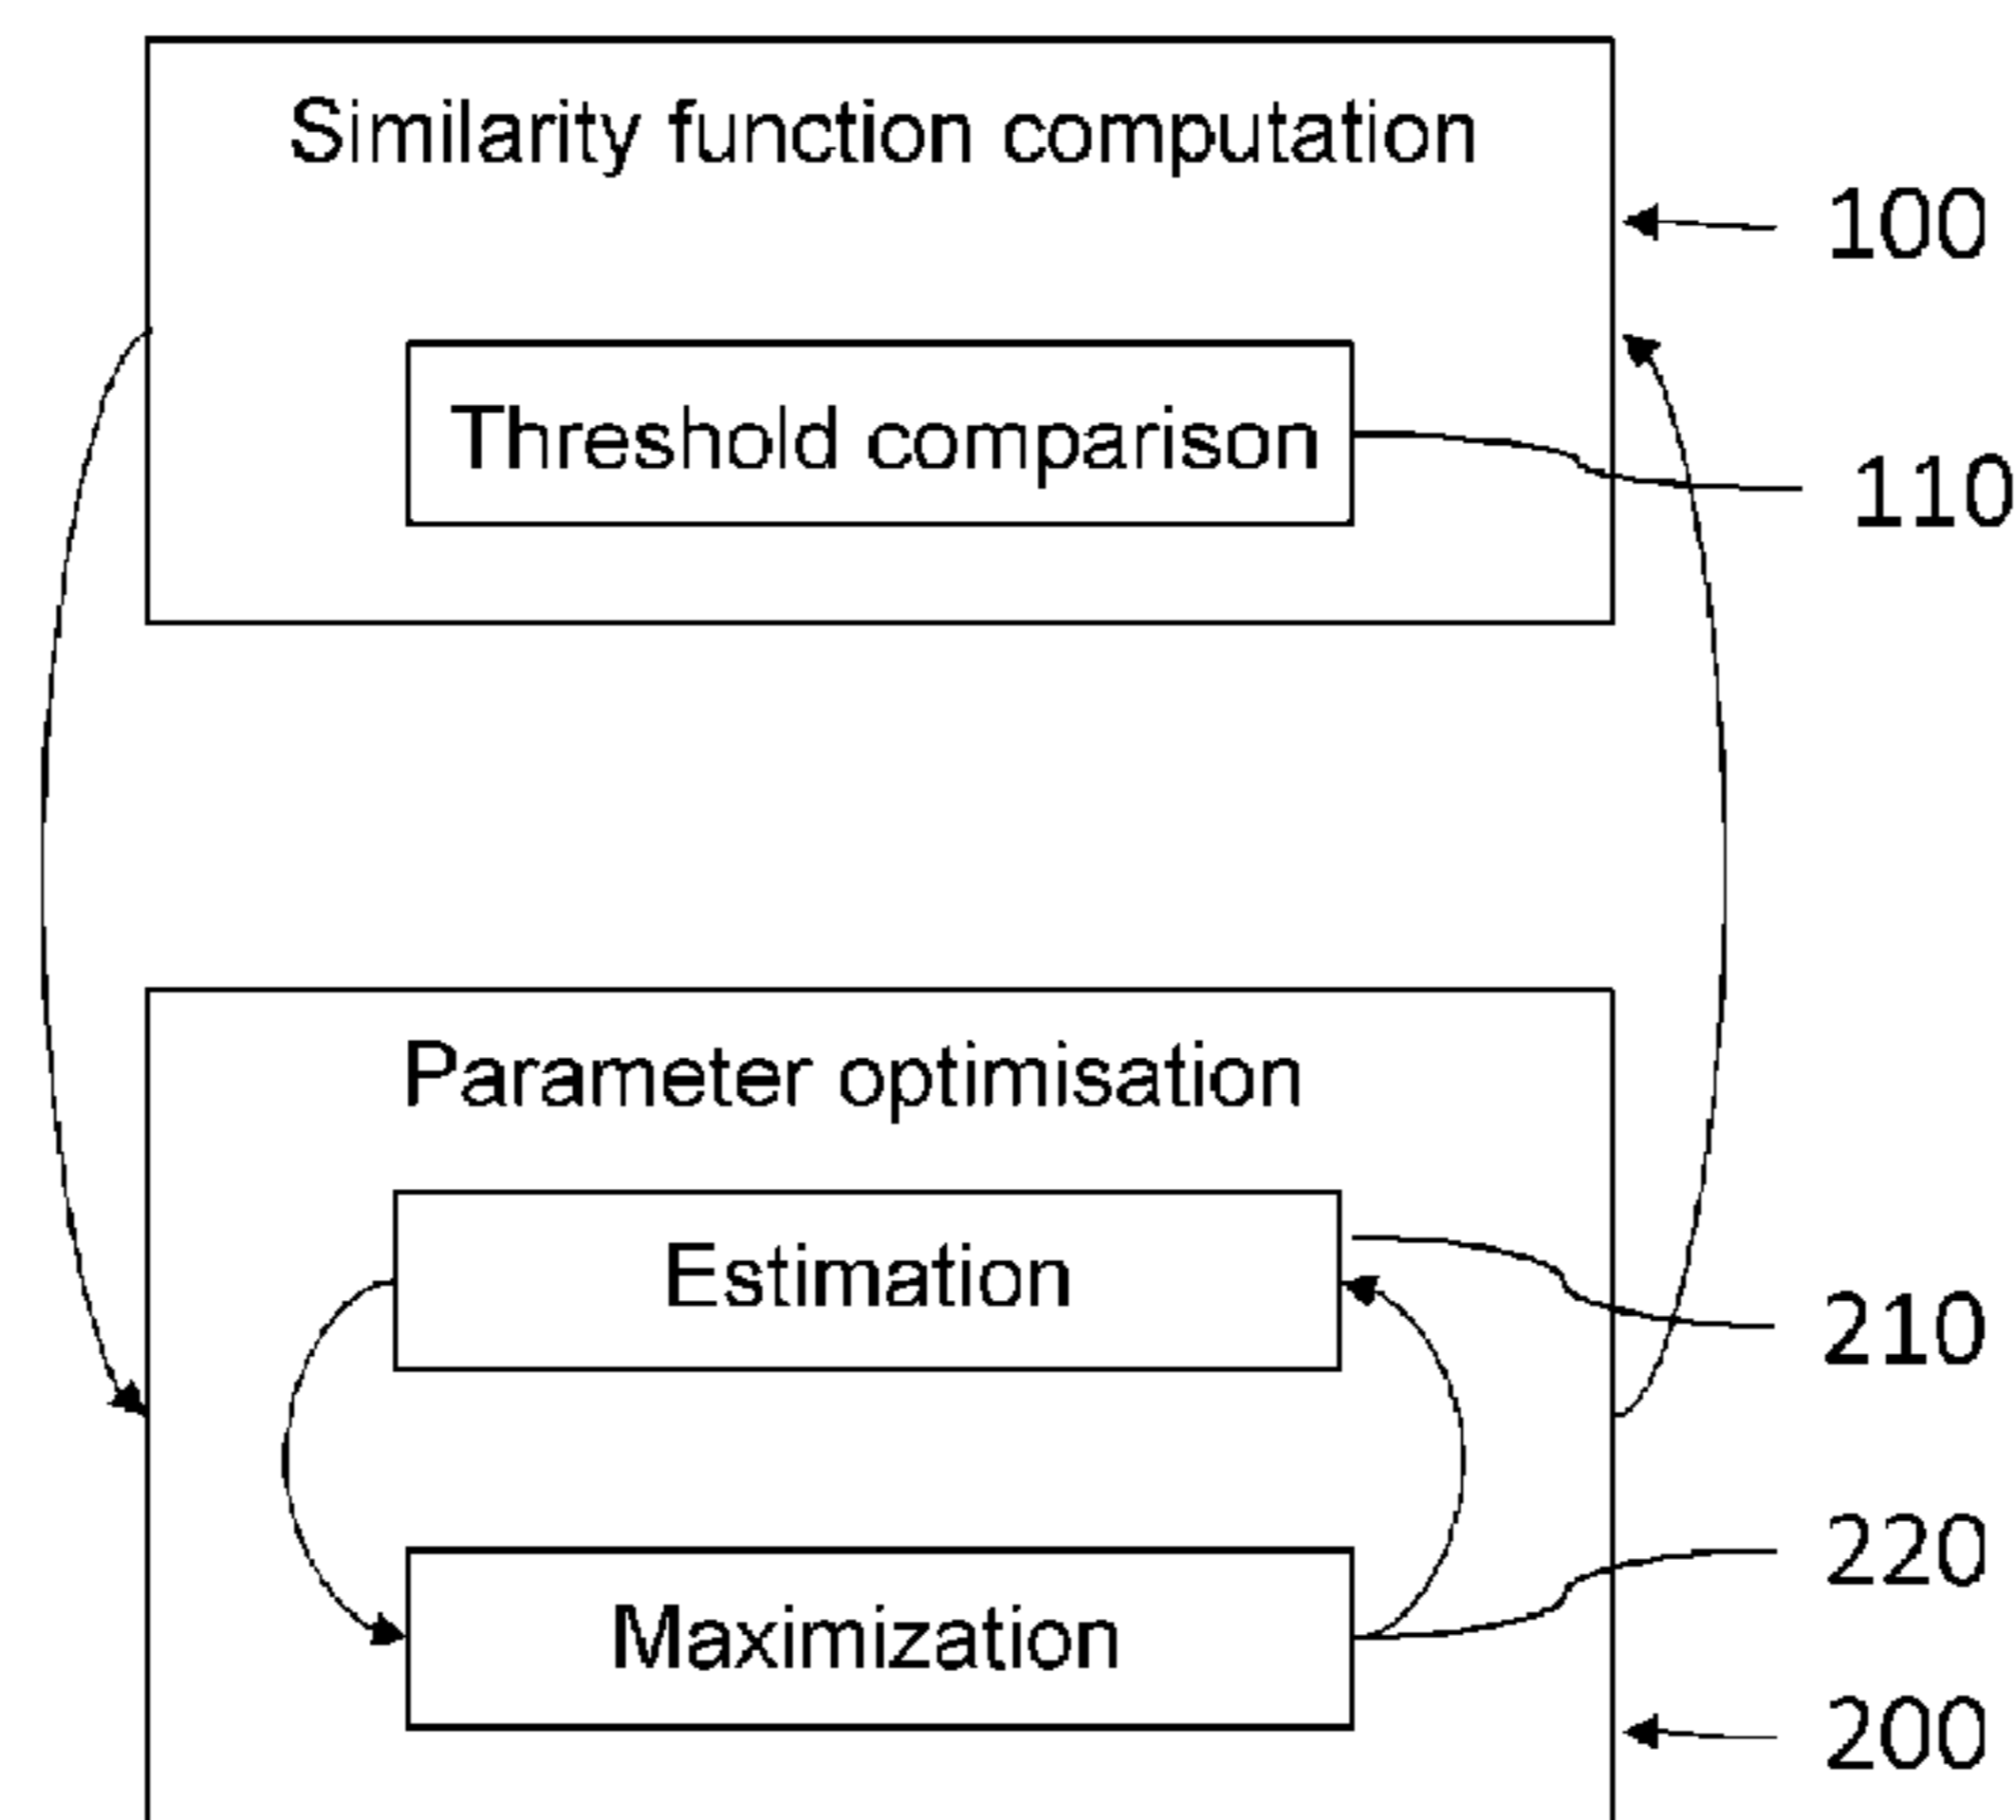 Similarity function computation
100
Threshold comparison
110
Parameter optimisation
Estimation
210
220
Maximization
200